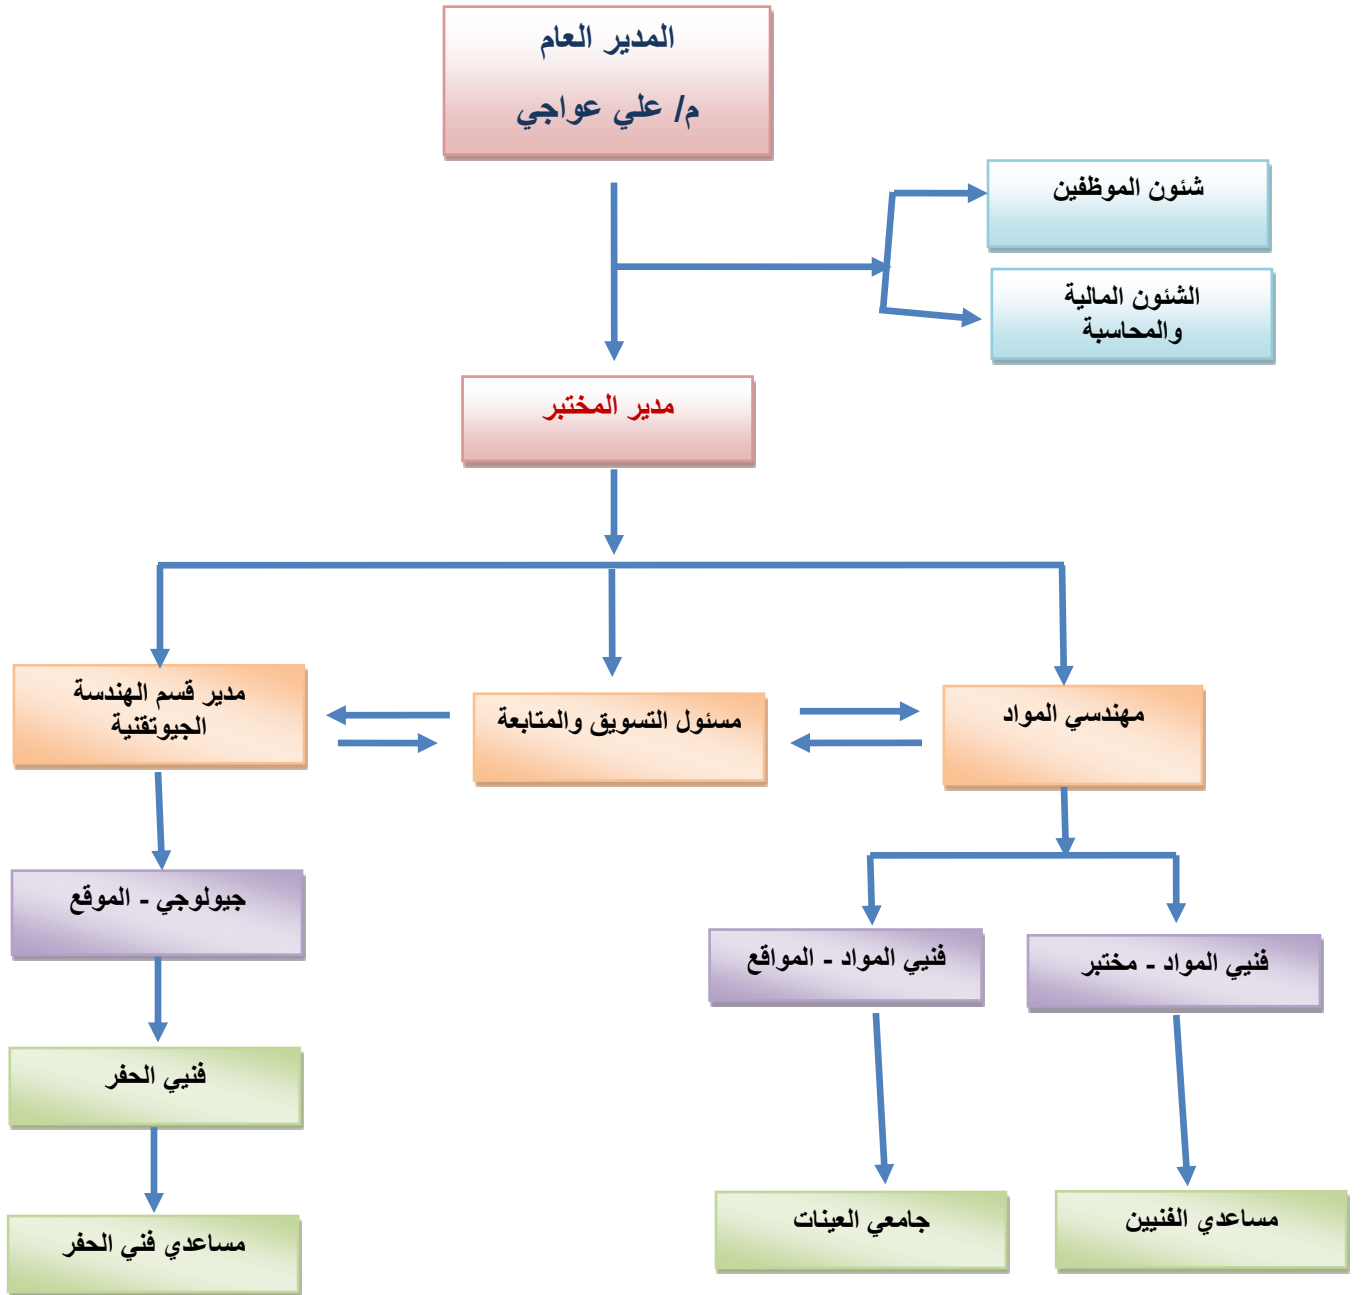 المدير العام
م/ علي عواجي
شئون الموظفين
الشئون المالية
والمحاسبة
مدير المختبر
مهندسي المواد
مسئول التسويق والمتابعة
مدير قسم الهندسة
الجيوتقنية
فنيي المواد - مختبر
فنيي المواد - المواقع
جيولوجي - الموقع
فنيي الحفر
مساعدي الفنيين
جامعي العينات
مساعدي فني الحفر